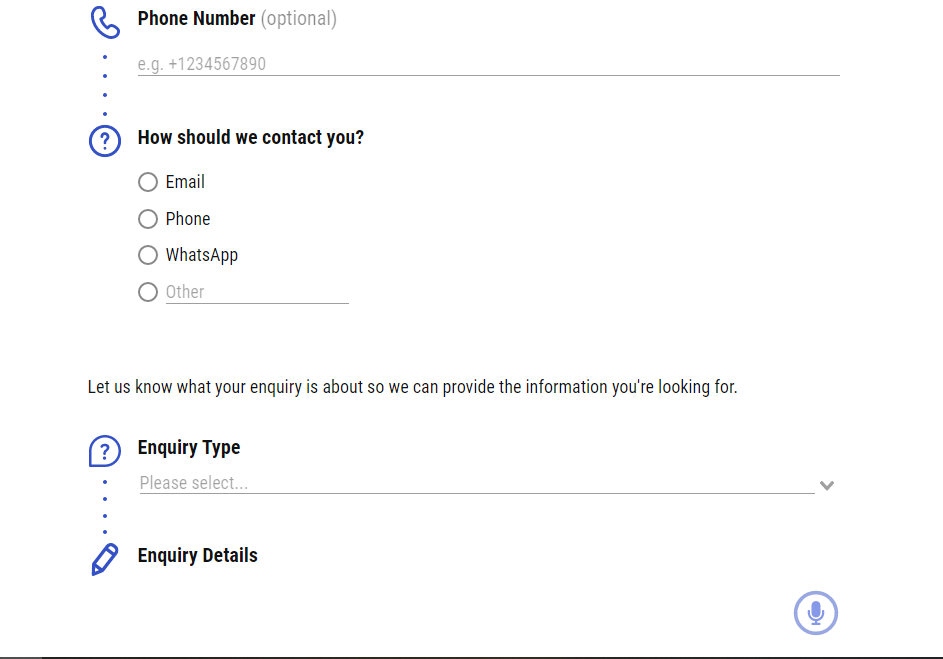 Phone Number (optional)
e.g. +1234567890
How should we contact you?
Email
Phone
WhatsApp
Other
Let us know what your enquiry is about so we can provide the information you're looking for.
Enquiry Type
Please select...
Enquiry Details